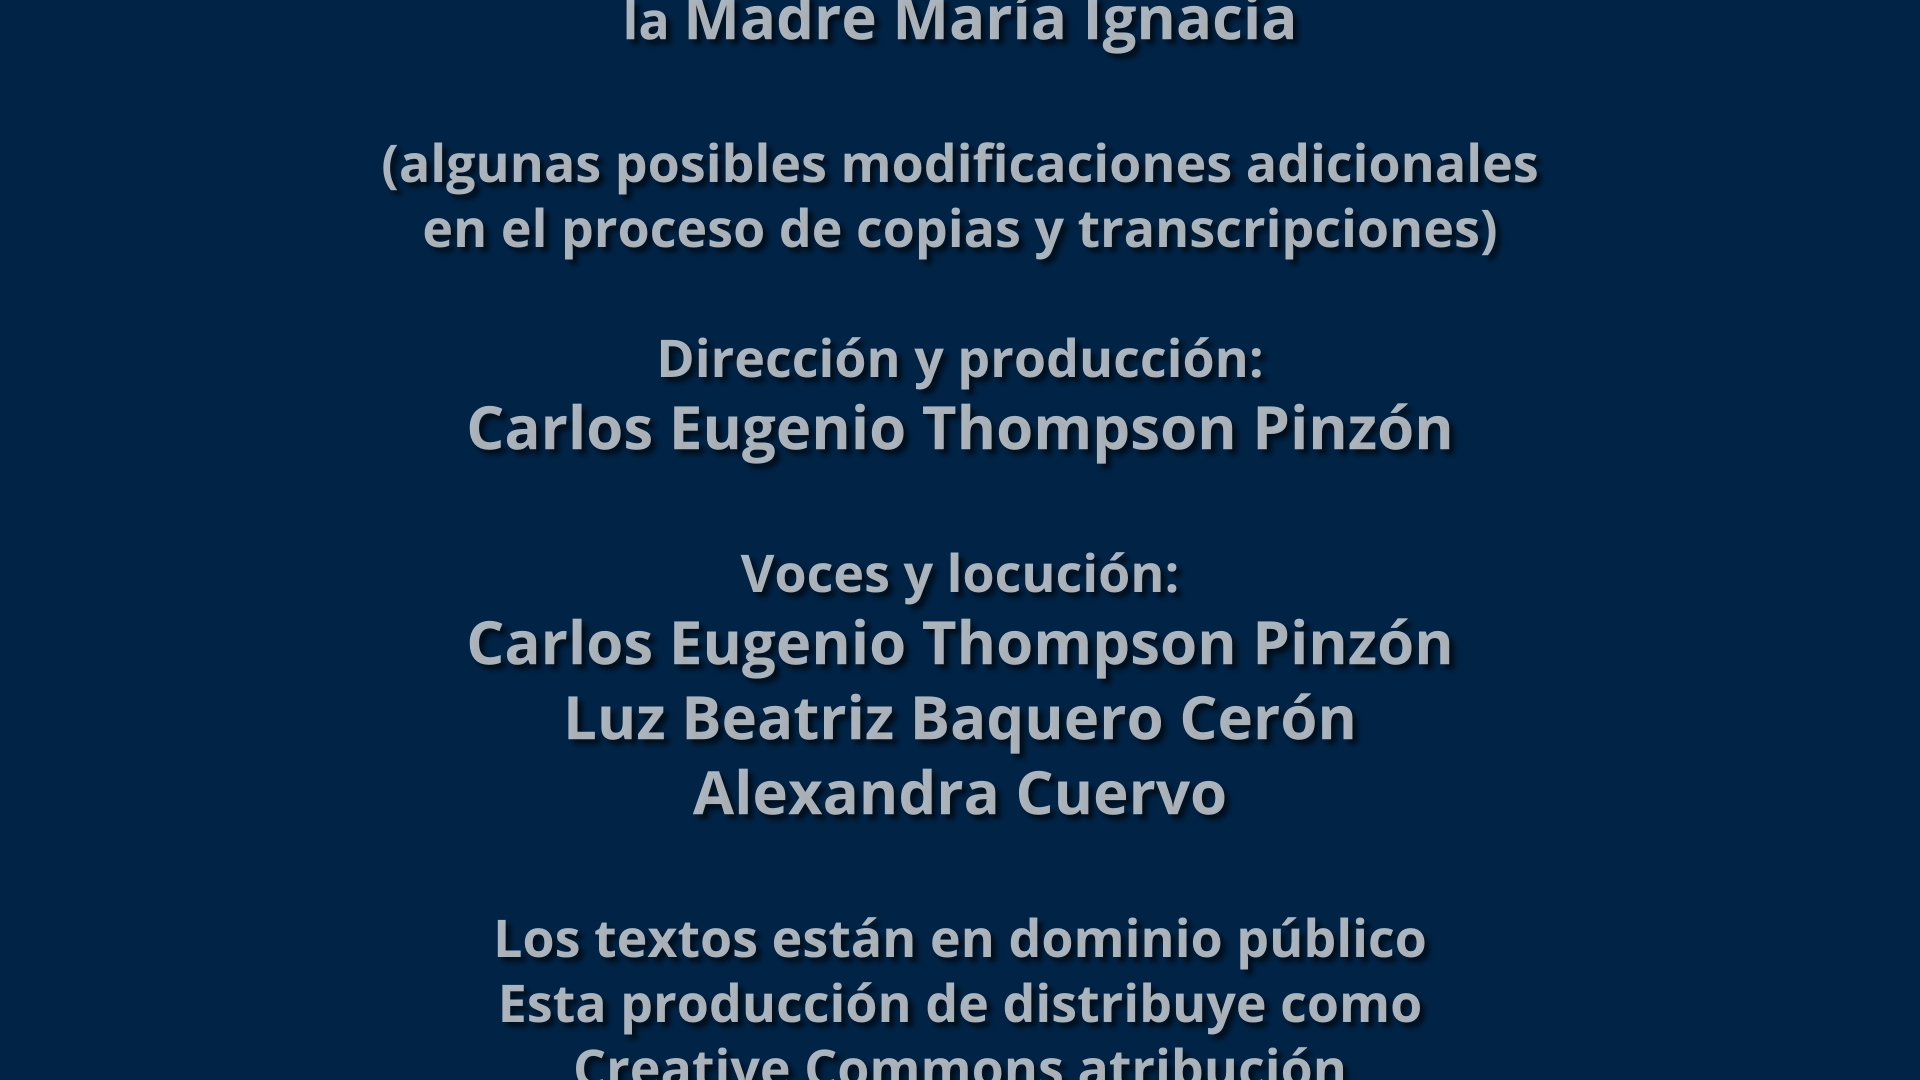 la Madre María Ignacia
(algunas posibles modificaciones adicionales
en el proceso de copias y transcripciones)
Dirección y producción:
Carlos Eugenio Thompson Pinzón
Voces y locución:
Carlos Eugenio Thompson Pinzón
Luz Beatriz Baquero Cerón
Alexandra Cuervo
Los textos están en dominio público
Esta producción de distribuye como
Creative Commons atribución